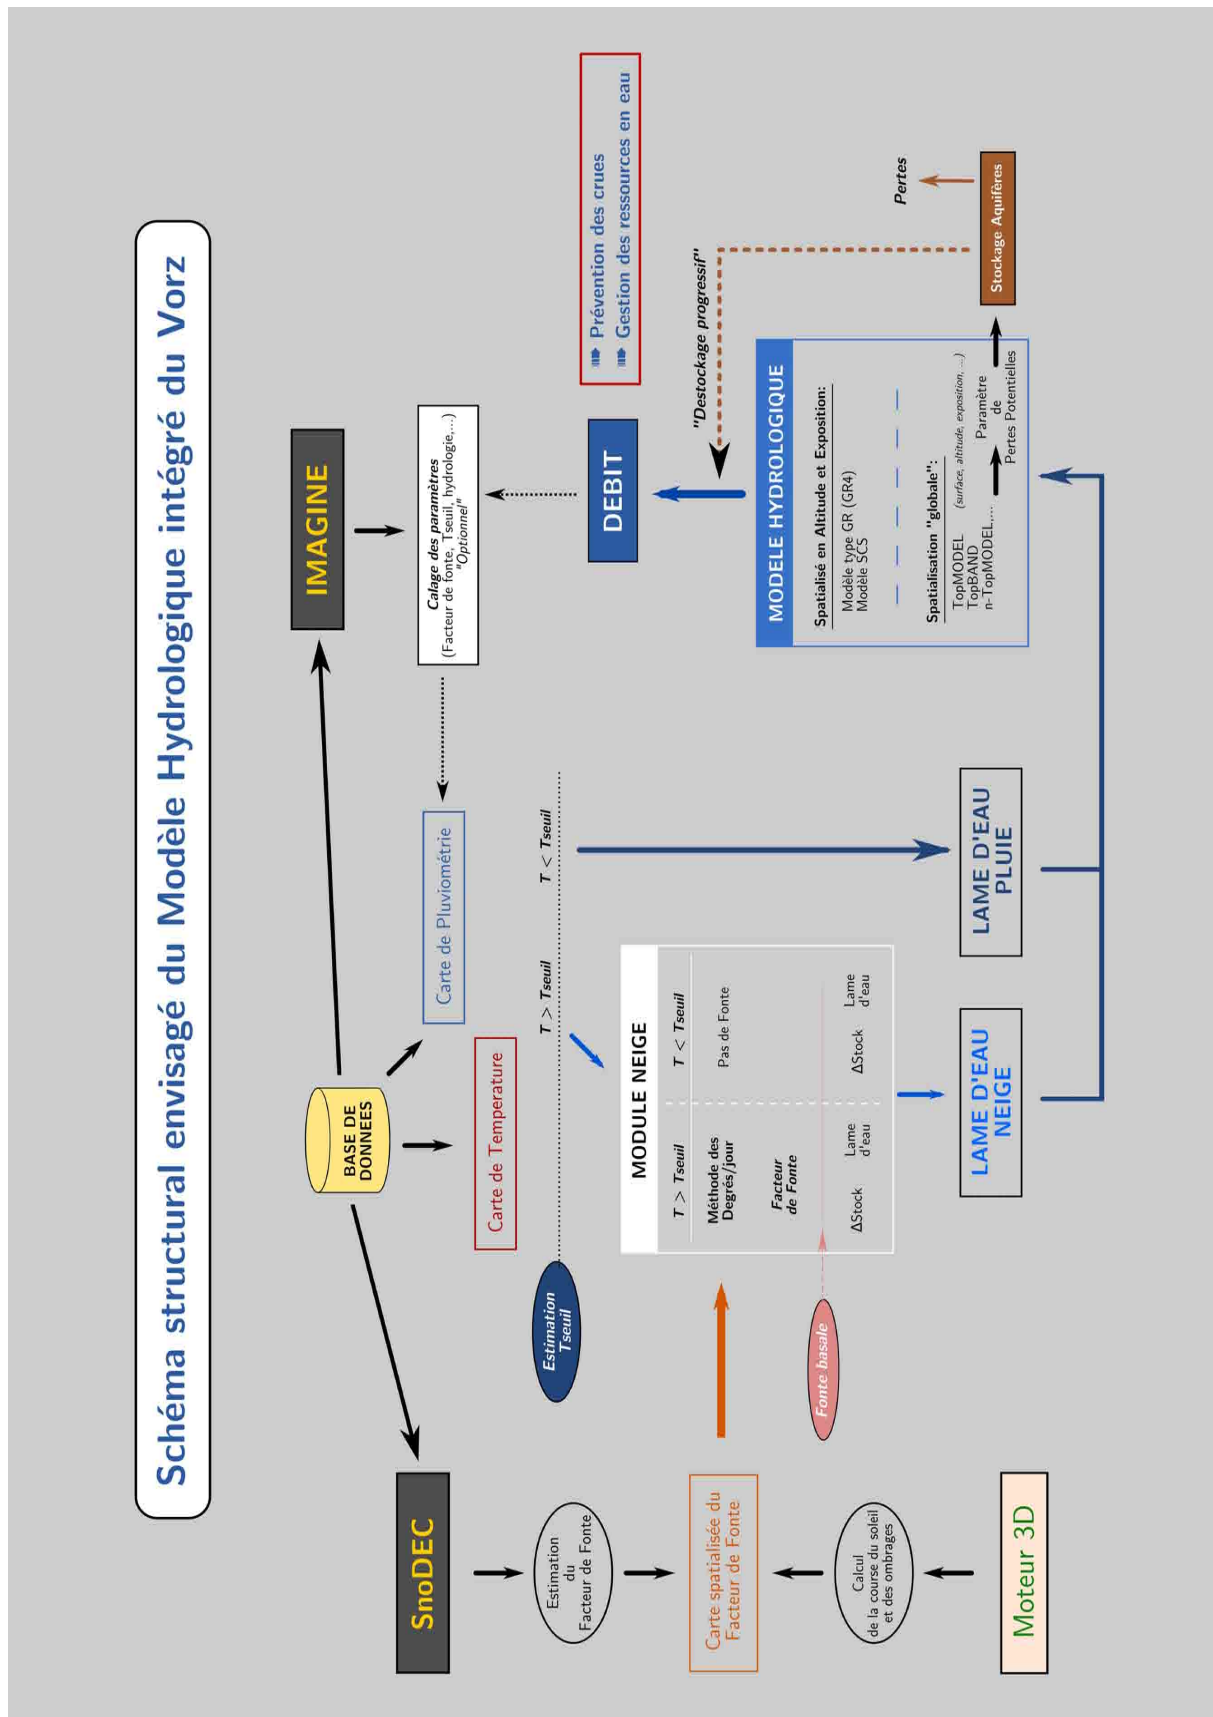 Schéma structural envisagé du Modèle Hydrologique intégré du Vorz
BASE DE
DONNEES
IMAGINE
SnoDEC
Carte de Temperature
Carte de Pluviométrie
Calage des paramètres
(Facteur de fonte, Tseuil, hydrologie,...)
"Optionnel"
Estimation
Tseuil
T > Tseuil
T < Tseuil
Estimation
du
Facteur de Fonte
Carte spatialisée du
Facteur de Fonte
Calcul
de la course du soleil
et des ombrages
Moteur 3D
Fonte basale
MODULE NEIGE
T > Tseuil
T < Tseuil
Méthode des
Degrés/jour
Pas de Fonte
Facteur
de Fonte
ΔStock
Lame
d'eau
ΔStock
Lame
d'eau
LAME D'EAU
NEIGE
LAME D'EAU
PLUIE
DEBIT
Prévention des crues
Gestion des ressources en eau
"Destockage progressif"
MODELE HYDROLOGIQUE
Spatialisé en Altitude et Exposition:
Modèle type GR (GR4)
Modèle SCS
Spatialisation "globale":
(surface, altitude, exposition, ...)
TopMODEL
TopBAND
n-TopMODEL,...
Paramètre
de
Pertes Potentielles
Stockage Aquifères
Pertes